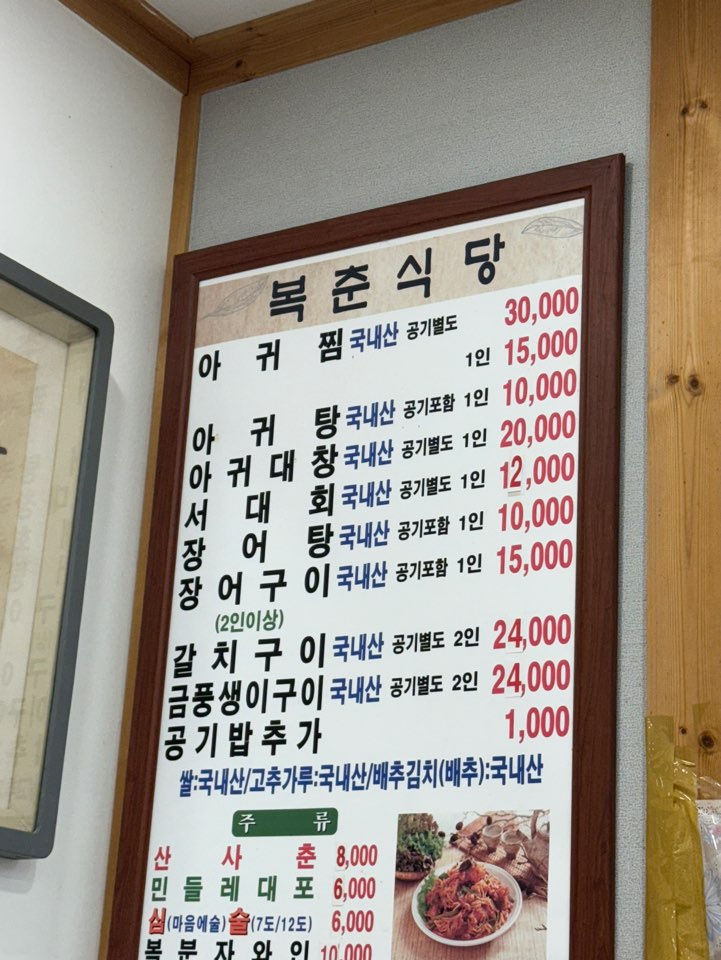 복춘식당
아귀찜 국내산 공기별도 30,000
1인 15,000
아귀탕 국내산 공기포함 1인 10,000
아귀대창 국내산 공기별도 1인 20,000
서대회 국내산 공기별도 1인 12,000
장어탕 국내산 공기포함 1인 10,000
장어구이 국내산 공기포함 1인 15,000
(2인이상)
갈치구이 국내산 공기별도 2인 24,000
금풍생이구이 국내산 공기별도 2인 24,000
공기밥추가 1,000
쌀:국내산/고추가루:국내산/배추김치(배추):국내산
주류
산사춘 8,000
민들레대포 6,000
심(마음에술)술(7도/12도) 6,000
복분자와인 10,000